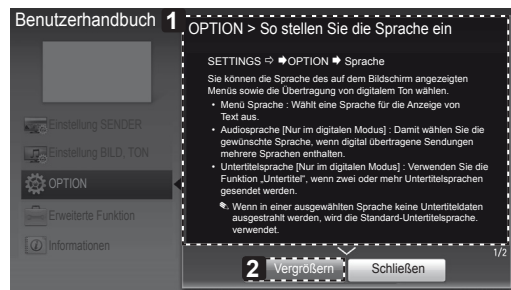 Benutzerhandbuch
1
OPTION > So stellen Sie die Sprache ein
SETTINGS ⇨ 🡆OPTION 🡆 Sprache
Sie können die Sprache des auf dem Bildschirm angezeigten
Menüs sowie die Übertragung von digitalem Ton wählen.
• Menü Sprache : Wählt eine Sprache für die Anzeige von
Text aus.
• Audiosprache [Nur im digitalen Modus] : Damit wählen Sie die
gewünschte Sprache, wenn digital übertragene Sendungen
mehrere Sprachen enthalten.
• Untertitelsprache [Nur im digitalen Modus] : Verwenden Sie die
Funktion „Untertitel", wenn zwei oder mehr Untertitelsprachen
gesendet werden.
✎ Wenn in einer ausgewählten Sprache keine Untertiteldaten
ausgestrahlt werden, wird die Standard-Untertitelsprache.
verwendet.
Einstellung SENDER
Einstellung BILD, TON
OPTION
Erweiterte Funktion
Informationen
1/2
2
Vergrößern
Schließen